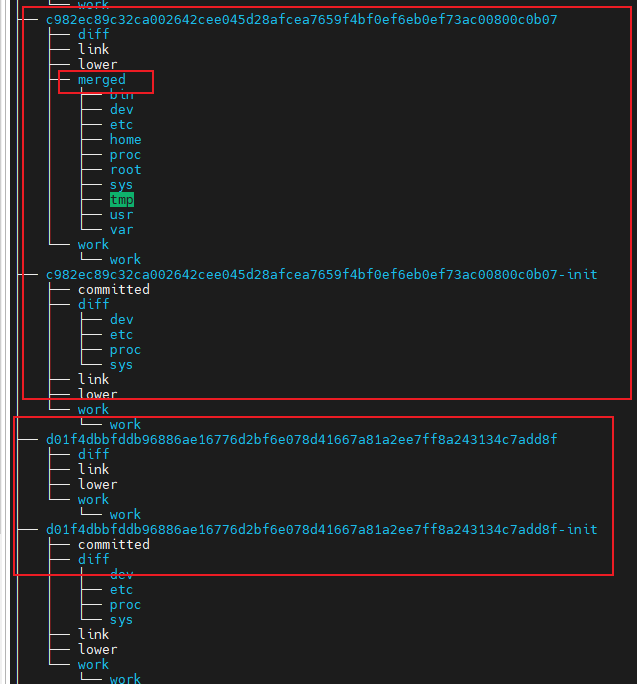 └── work
├── c982ec89c32ca002642cee045d28afcea7659f4bf0ef6eb0ef73ac00800c0b07
│   ├── diff
│   ├── link
│   ├── lower
│   ├── merged
│   │   ├── bin
│   │   ├── dev
│   │   ├── etc
│   │   ├── home
│   │   ├── proc
│   │   ├── root
│   │   ├── sys
│   │   ├── tmp
│   │   ├── usr
│   │   └── var
│   └── work
│       └── work
├── c982ec89c32ca002642cee045d28afcea7659f4bf0ef6eb0ef73ac00800c0b07-init
│   ├── committed
│   ├── diff
│   │   ├── dev
│   │   ├── etc
│   │   ├── proc
│   │   └── sys
│   ├── link
│   ├── lower
│   └── work
│       └── work
├── d01f4dbbfddb96886ae16776d2bf6e078d41667a81a2ee7ff8a243134c7add8f
│   ├── diff
│   ├── link
│   ├── lower
│   └── work
│       └── work
├── d01f4dbbfddb96886ae16776d2bf6e078d41667a81a2ee7ff8a243134c7add8f-init
│   ├── committed
│   ├── diff
│   │   ├── dev
│   │   ├── etc
│   │   ├── proc
│   │   └── sys
│   ├── link
│   ├── lower
│   └── work
│       └── work